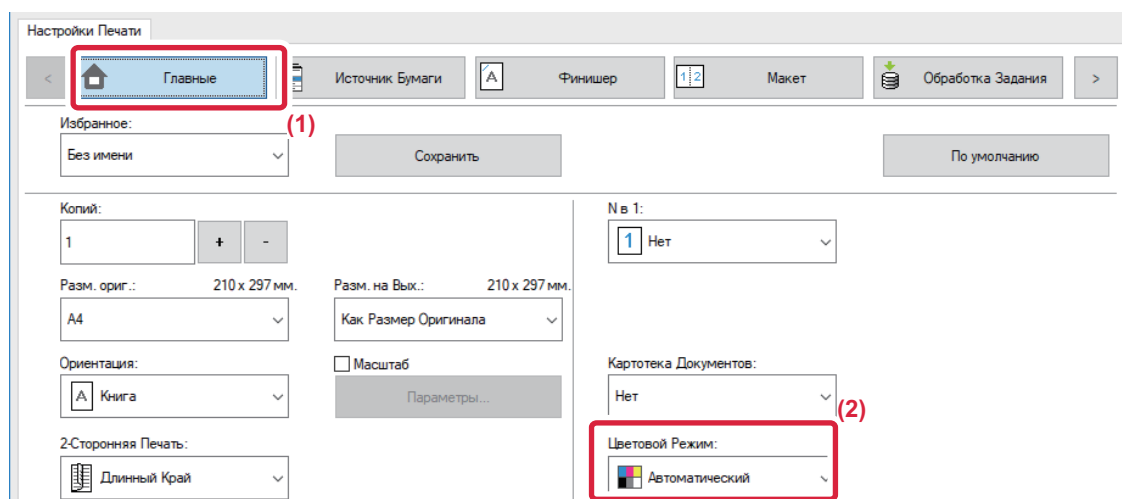 Настройки Печати
< Главные Источник Бумаги A Финишер 1 2 Макет Обработка Задания >
(1)
Избранное:
Без имени Сохранить По умолчанию
Копий: N в 1:
1 + - 1 Нет
Разм. ориг.: 210 x 297 мм. Разм. на Вых.: 210 x 297 мм.
A4 Как Размер Оригинала
Ориентация: Масштаб Картотека Документов:
A Книга Параметры... Нет
(2)
2-Сторонняя Печать: Цветовой Режим:
Длинный Край Автоматический